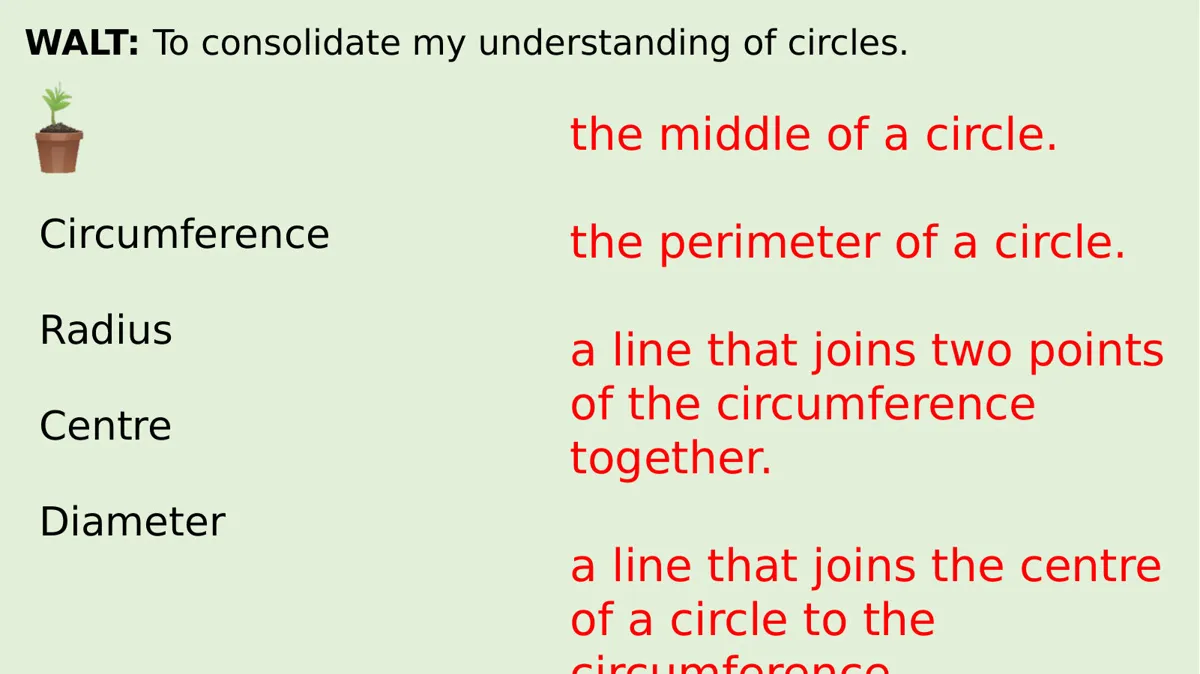 WALT: To consolidate my understanding of circles.
Circumference
Radius
Centre
Diameter
the middle of a circle.
the perimeter of a circle.
a line that joins two points
of the circumference
together.
a line that joins the centre
of a circle to the
circumference